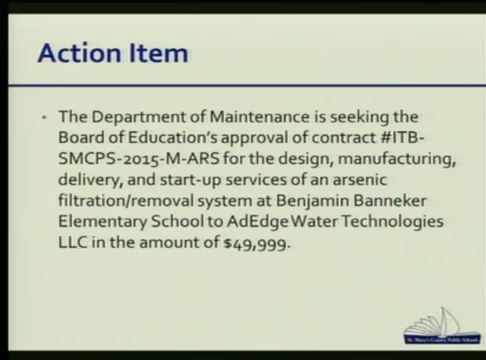 Action Item
• The Department of Maintenance is seeking the
Board of Education's approval of contract #ITB-
SMCPS-2015-M-ARS for the design, manufacturing,
delivery, and start-up services of an arsenic
filtration/removal system at Benjamin Banneker
Elementary School to AdEdge Water Technologies
LLC in the amount of $49,999.
St. Mary's County Public Schools